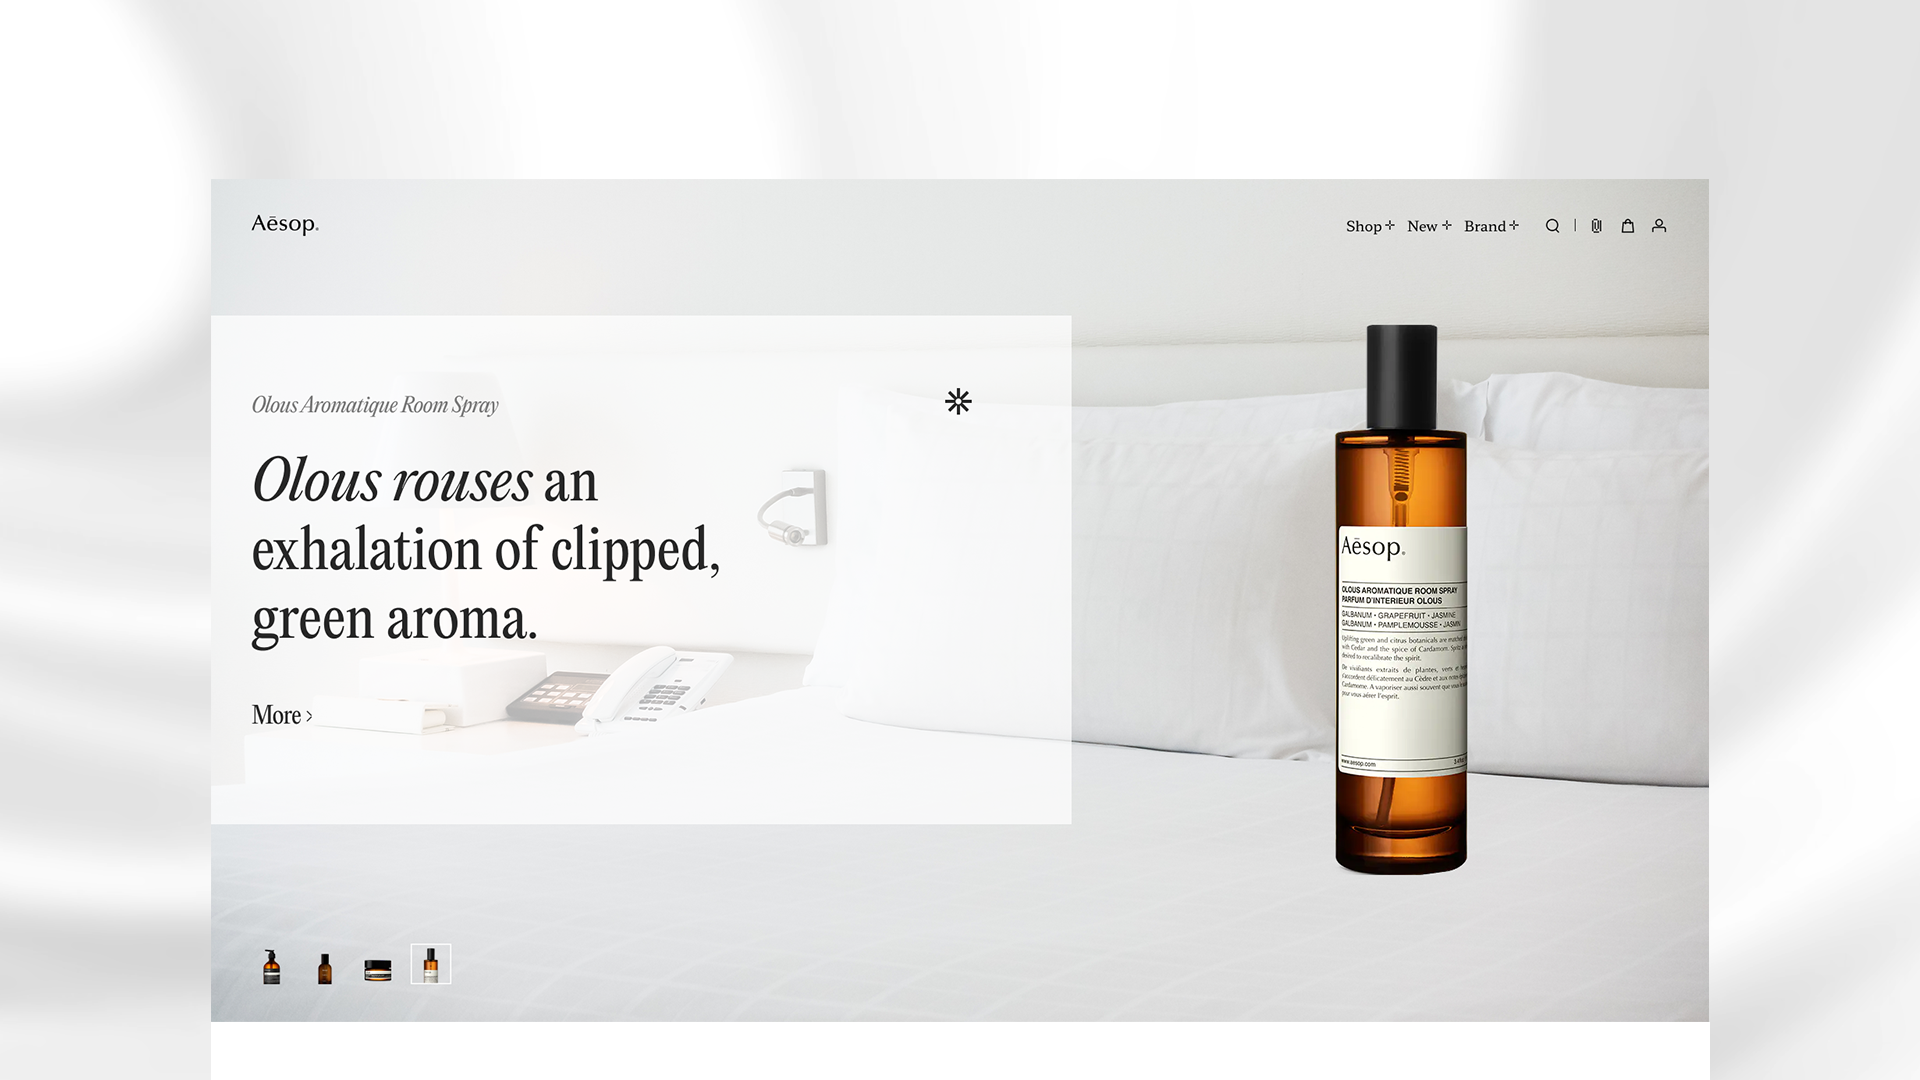 Aēsop.
Shop New Brand
Olous Aromatique Room Spray
Olous rouses an
exhalation of clipped,
green aroma.
More
Aēsop.
OLOUS AROMATIQUE ROOM SPRAY
PARFUM D'INTERIEUR OLOUS
GALBANUM · GRAPEFRUIT · JASMINE
GALBANUM · PAMPLEMOUSSE · JASMIN
Uplifting green and citrus botanicals are matched
with Cedar and the spice of Cardamom. Spritz as
desired to recalibrate the spirit.
De vivifiants extraits de plantes, verts et
s'accordent délicatement au Cèdre et aux notes
Cardamome. A vaporiser aussi souvent que vous le
pour vous aérer l'esprit.
www.aesop.com